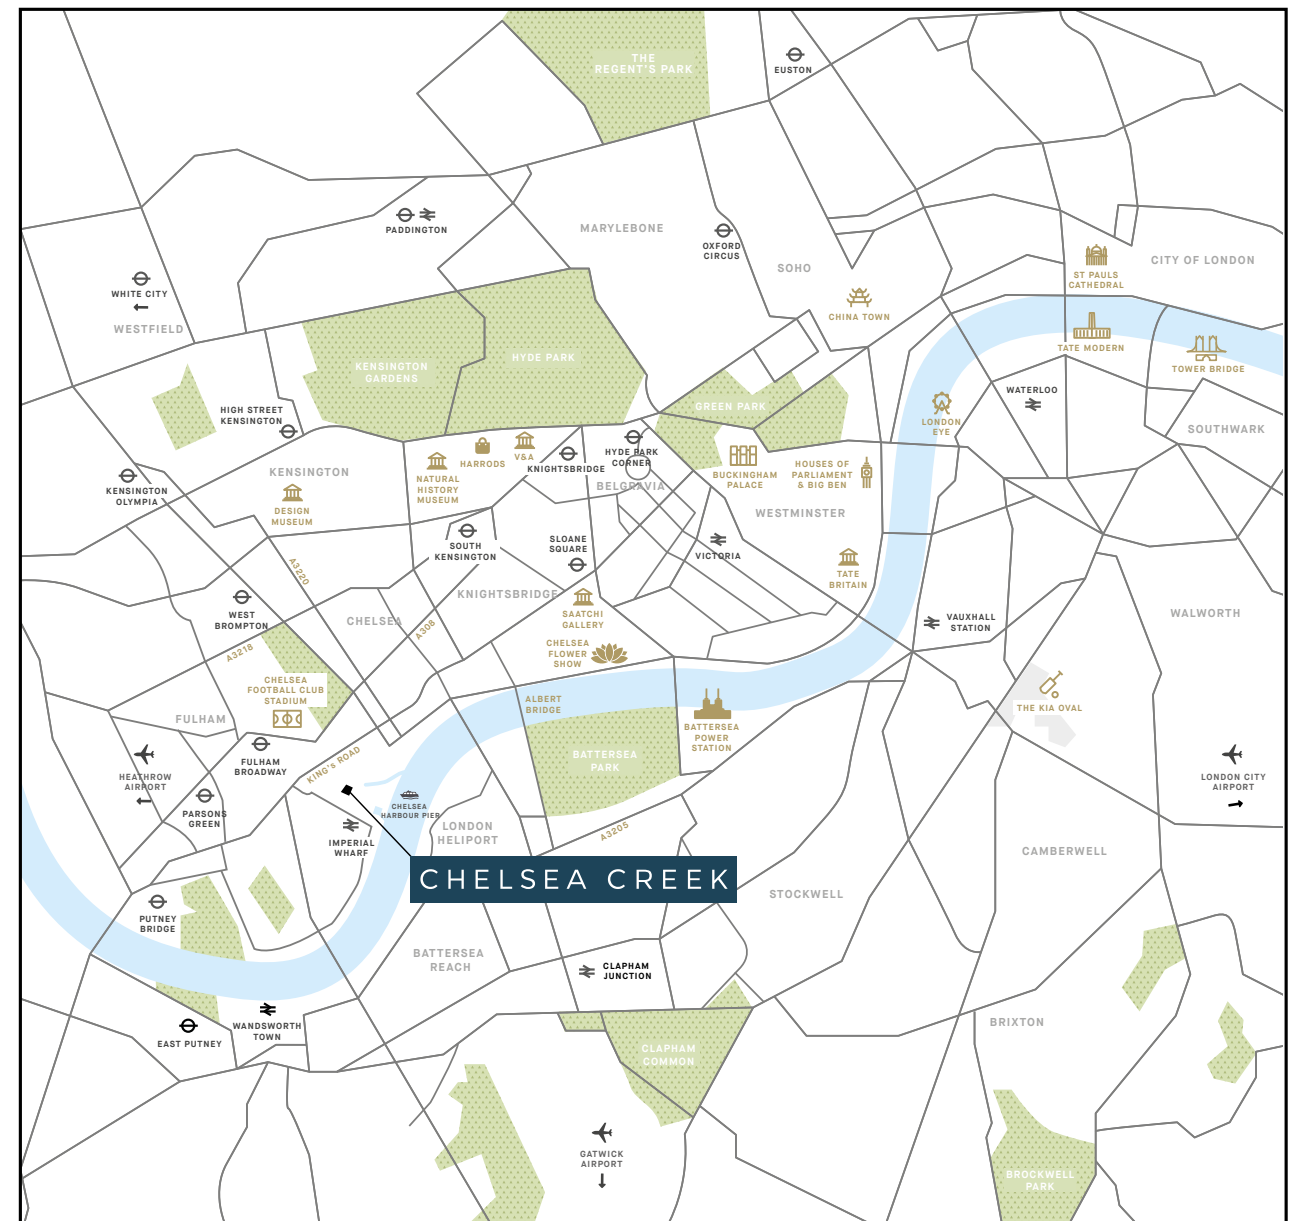 THE
REGENT'S PARK
EUSTON
PADDINGTON
MARYLEBONE
OXFORD
CIRCUS
SOHO
CITY OF LONDON
ST PAULS
CATHEDRAL
WHITE CITY
WESTFIELD
CHINA TOWN
TATE MODERN
TOWER BRIDGE
KENSINGTON
GARDENS
HYDE PARK
GREEN PARK
WATERLOO
LONDON
EYE
SOUTHWARK
HIGH STREET
KENSINGTON
KENSINGTON
HARRODS
V&A
KNIGHTSBRIDGE
HYDE PARK
CORNER
BELGRAVIA
NATURAL
HISTORY
MUSEUM
BUCKINGHAM
PALACE
HOUSES OF
PARLIAMENT
& BIG BEN
KENSINGTON
OLYMPIA
DESIGN
MUSEUM
WESTMINSTER
SOUTH
KENSINGTON
SLOANE
SQUARE
VICTORIA
A3220
TATE
BRITAIN
KNIGHTSBRIDGE
WEST
BROMPTON
CHELSEA
A308
SAATCHI
GALLERY
VAUXHALL
STATION
WALWORTH
A3218
CHELSEA
FLOWER
SHOW
CHELSEA
FOOTBALL CLUB
STADIUM
FULHAM
ALBERT
BRIDGE
BATTERSEA
POWER
STATION
THE KIA OVAL
FULHAM
BROADWAY
KING's ROAD
BATTERSEA
PARK
HEATHROW
AIRPORT
LONDON CITY
AIRPORT
PARSONS
GREEN
CHELSEA
HARBOUR PIER
IMPERIAL
WHARF
LONDON
HELIPORT
A3205
CAMBERWELL
CHELSEA CREEK
STOCKWELL
PUTNEY
BRIDGE
BATTERSEA
REACH
CLAPHAM
JUNCTION
WANDSWORTH
TOWN
EAST PUTNEY
BRIXTON
CLAPHAM
COMMON
GATWICK
AIRPORT
BROCKWELL
PARK